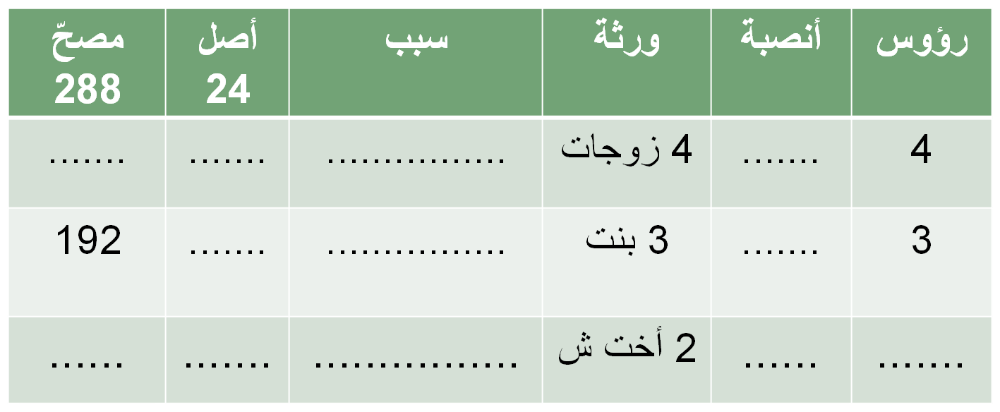 رؤوس أنصبة ورثة سبب أصل 24 مصحّ 288
4 ....... 4 زوجات ................ ....... .......
3 ....... 3 بنت ................ ....... 192
....... ...... 2 أخت ش ................ ....... ......